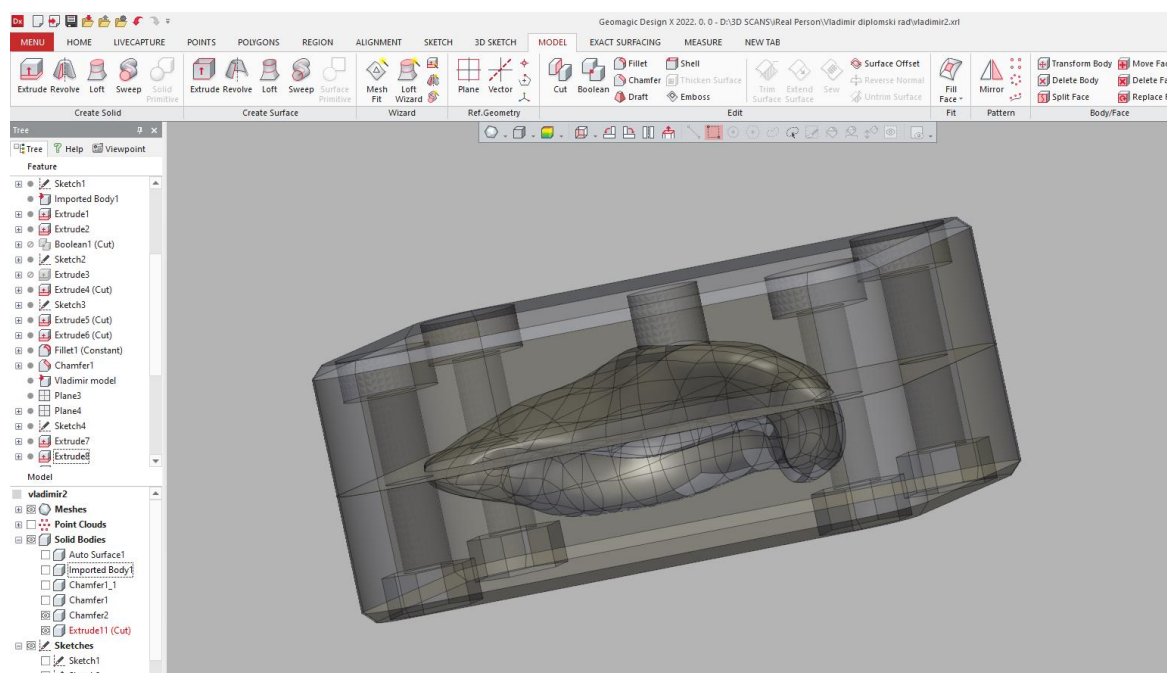 Dx
Geomagic Design X 2022. 0. 0 - D:\3D SCANS\iReal Person\Vladimir diplomski rad\vladimir2.xrl
MENU HOME LIVECAPTURE POINTS POLYGONS REGION ALIGNMENT SKETCH 3D SKETCH MODEL EXACT SURFACING MEASURE NEW TAB
Extrude Revolve Loft Sweep Solid Primitive
Extrude Revolve Loft Sweep Surface Primitive
Mesh Fit Loft Wizard
Plane Vector
Cut Boolean
Fillet
Chamfer
Draft
Shell
Thicken Surface
Emboss
Trim Surface Extend Surface Sew
Surface Offset
Reverse Normal
Untrim Surface
Fill Face
Mirror
Transform Body Move Fac
Delete Body Delete Fa
Split Face Replace F
Create Solid Create Surface Wizard Ref.Geometry Edit Fit Pattern Body/Face
Tree
Tree Help Viewpoint
Feature
Sketch1
Imported Body1
Extrude1
Extrude2
Boolean1 (Cut)
Sketch2
Extrude3
Extrude4 (Cut)
Sketch3
Extrude5 (Cut)
Extrude6 (Cut)
Fillet1 (Constant)
Chamfer1
Vladimir model
Plane3
Plane4
Sketch4
Extrude7
Extrude8
Model
vladimir2
Meshes
Point Clouds
Solid Bodies
Auto Surface1
Imported Body1
Chamfer1_1
Chamfer1
Chamfer2
Extrude11 (Cut)
Sketches
Sketch1